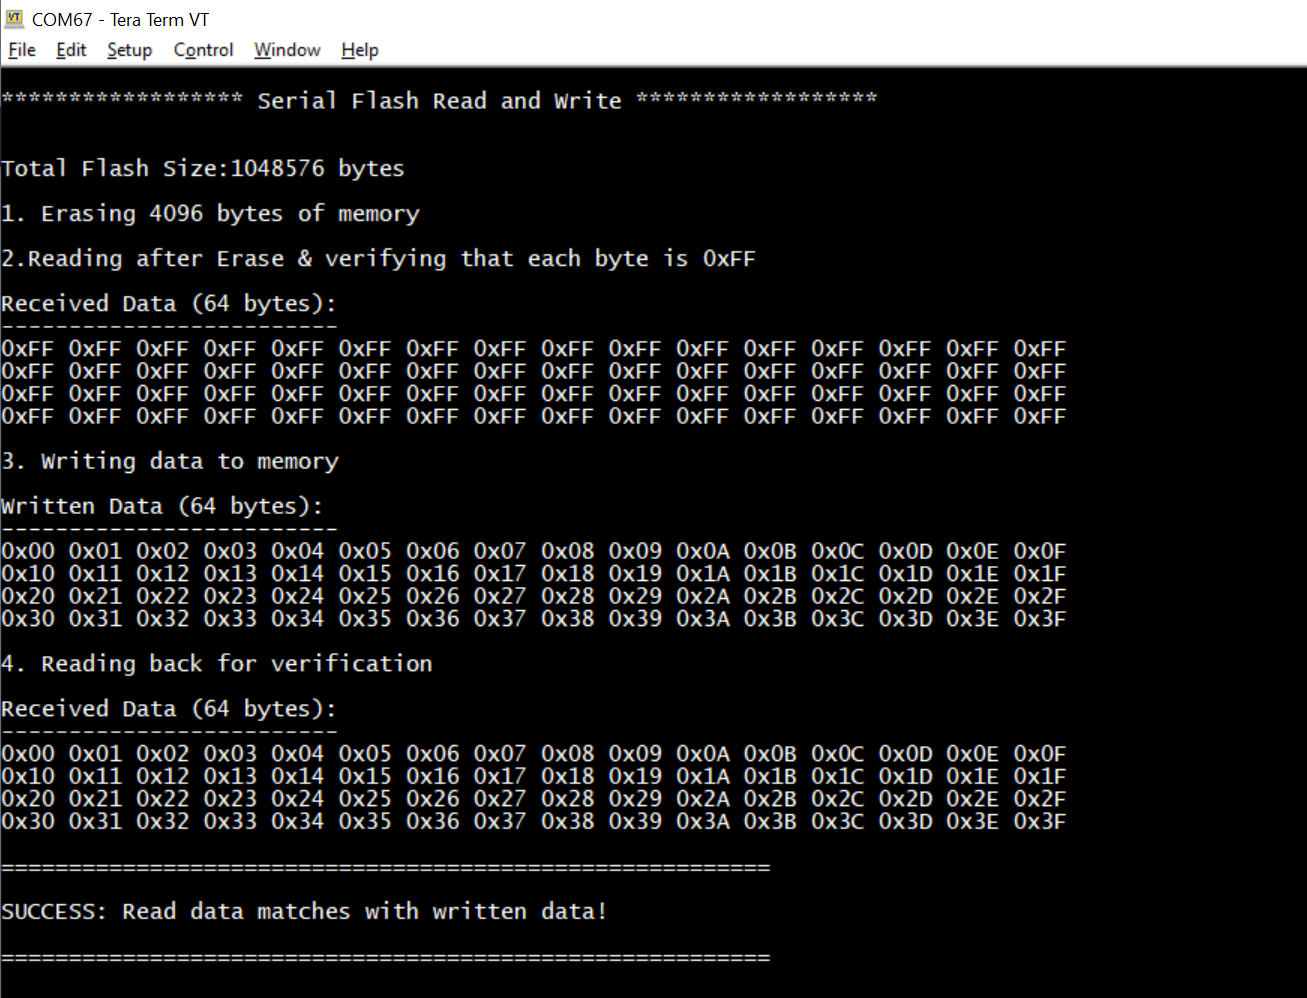 COM67 - Tera Term VT
File Edit Setup Control Window Help
****************** Serial Flash Read and Write ******************
Total Flash Size:1048576 bytes
1. Erasing 4096 bytes of memory
2.Reading after Erase & verifying that each byte is 0xFF
Received Data (64 bytes):
-------------------------
0xFF 0xFF 0xFF 0xFF 0xFF 0xFF 0xFF 0xFF 0xFF 0xFF 0xFF 0xFF 0xFF 0xFF 0xFF 0xFF
0xFF 0xFF 0xFF 0xFF 0xFF 0xFF 0xFF 0xFF 0xFF 0xFF 0xFF 0xFF 0xFF 0xFF 0xFF 0xFF
0xFF 0xFF 0xFF 0xFF 0xFF 0xFF 0xFF 0xFF 0xFF 0xFF 0xFF 0xFF 0xFF 0xFF 0xFF 0xFF
0xFF 0xFF 0xFF 0xFF 0xFF 0xFF 0xFF 0xFF 0xFF 0xFF 0xFF 0xFF 0xFF 0xFF 0xFF 0xFF
3. Writing data to memory
Written Data (64 bytes):
-------------------------
0x00 0x01 0x02 0x03 0x04 0x05 0x06 0x07 0x08 0x09 0x0A 0x0B 0x0C 0x0D 0x0E 0x0F
0x10 0x11 0x12 0x13 0x14 0x15 0x16 0x17 0x18 0x19 0x1A 0x1B 0x1C 0x1D 0x1E 0x1F
0x20 0x21 0x22 0x23 0x24 0x25 0x26 0x27 0x28 0x29 0x2A 0x2B 0x2C 0x2D 0x2E 0x2F
0x30 0x31 0x32 0x33 0x34 0x35 0x36 0x37 0x38 0x39 0x3A 0x3B 0x3C 0x3D 0x3E 0x3F
4. Reading back for verification
Received Data (64 bytes):
-------------------------
0x00 0x01 0x02 0x03 0x04 0x05 0x06 0x07 0x08 0x09 0x0A 0x0B 0x0C 0x0D 0x0E 0x0F
0x10 0x11 0x12 0x13 0x14 0x15 0x16 0x17 0x18 0x19 0x1A 0x1B 0x1C 0x1D 0x1E 0x1F
0x20 0x21 0x22 0x23 0x24 0x25 0x26 0x27 0x28 0x29 0x2A 0x2B 0x2C 0x2D 0x2E 0x2F
0x30 0x31 0x32 0x33 0x34 0x35 0x36 0x37 0x38 0x39 0x3A 0x3B 0x3C 0x3D 0x3E 0x3F
=========================================================
SUCCESS: Read data matches with written data!
=========================================================